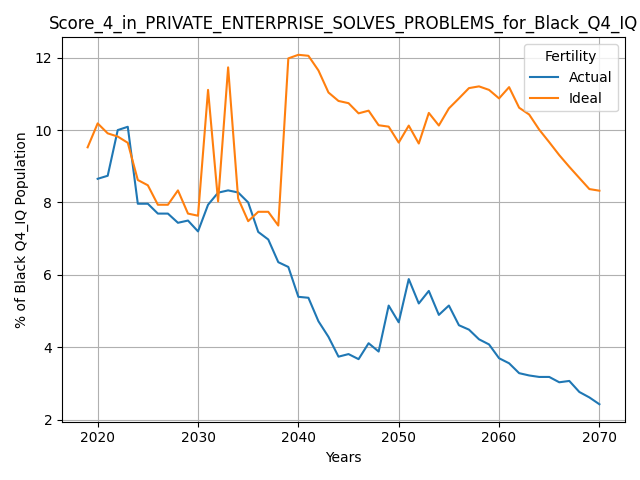 Score_4_in_PRIVATE_ENTERPRISE_SOLVES_PROBLEMS_for_Black_Q4_IQ
Fertility
Actual
Ideal
% of Black Q4_IQ Population
12
10
8
6
4
2
2020 2030 2040 2050 2060 2070
Years